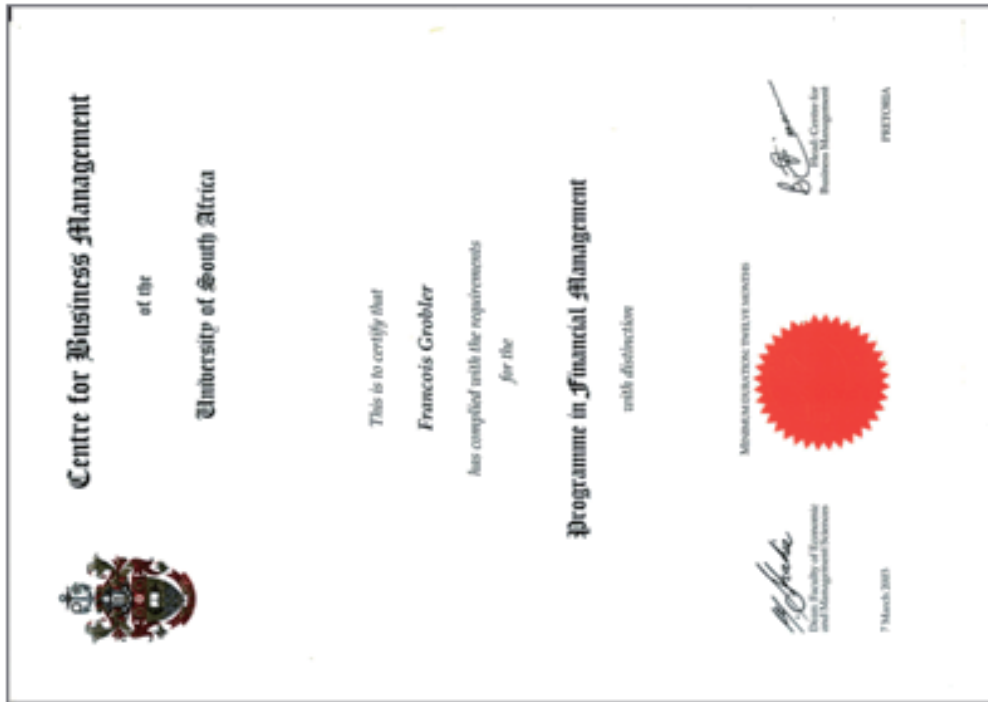 Centre for Business Management
of the
University of South Africa
This is to certify that
Francois Grobler
has complied with the requirements
for the
Programme in Financial Management
with distinction
MINIMUM DURATION: TWELVE MONTHS
Dean: Faculty of Economic
and Management Sciences
Head: Centre for
Business Management
7 March 2003
PRETORIA